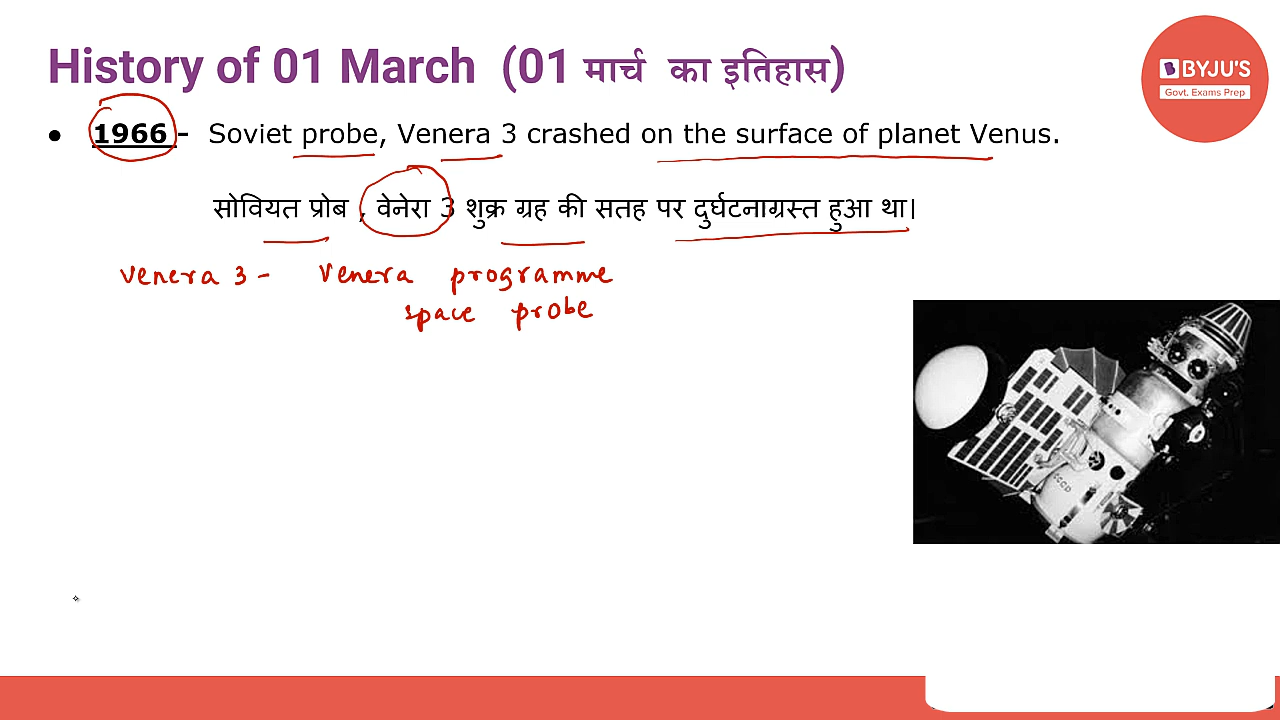 History of 01 March (01 मार्च का इतिहास)
BYJU'S
Govt. Exams Prep
● 1966 - Soviet probe, Venera 3 crashed on the surface of planet Venus.
सोवियत प्रोब , वेनेरा 3 शुक्र ग्रह की सतह पर दुर्घटनाग्रस्त हुआ था।
Venera 3 - Venera programme
space probe
CCCP